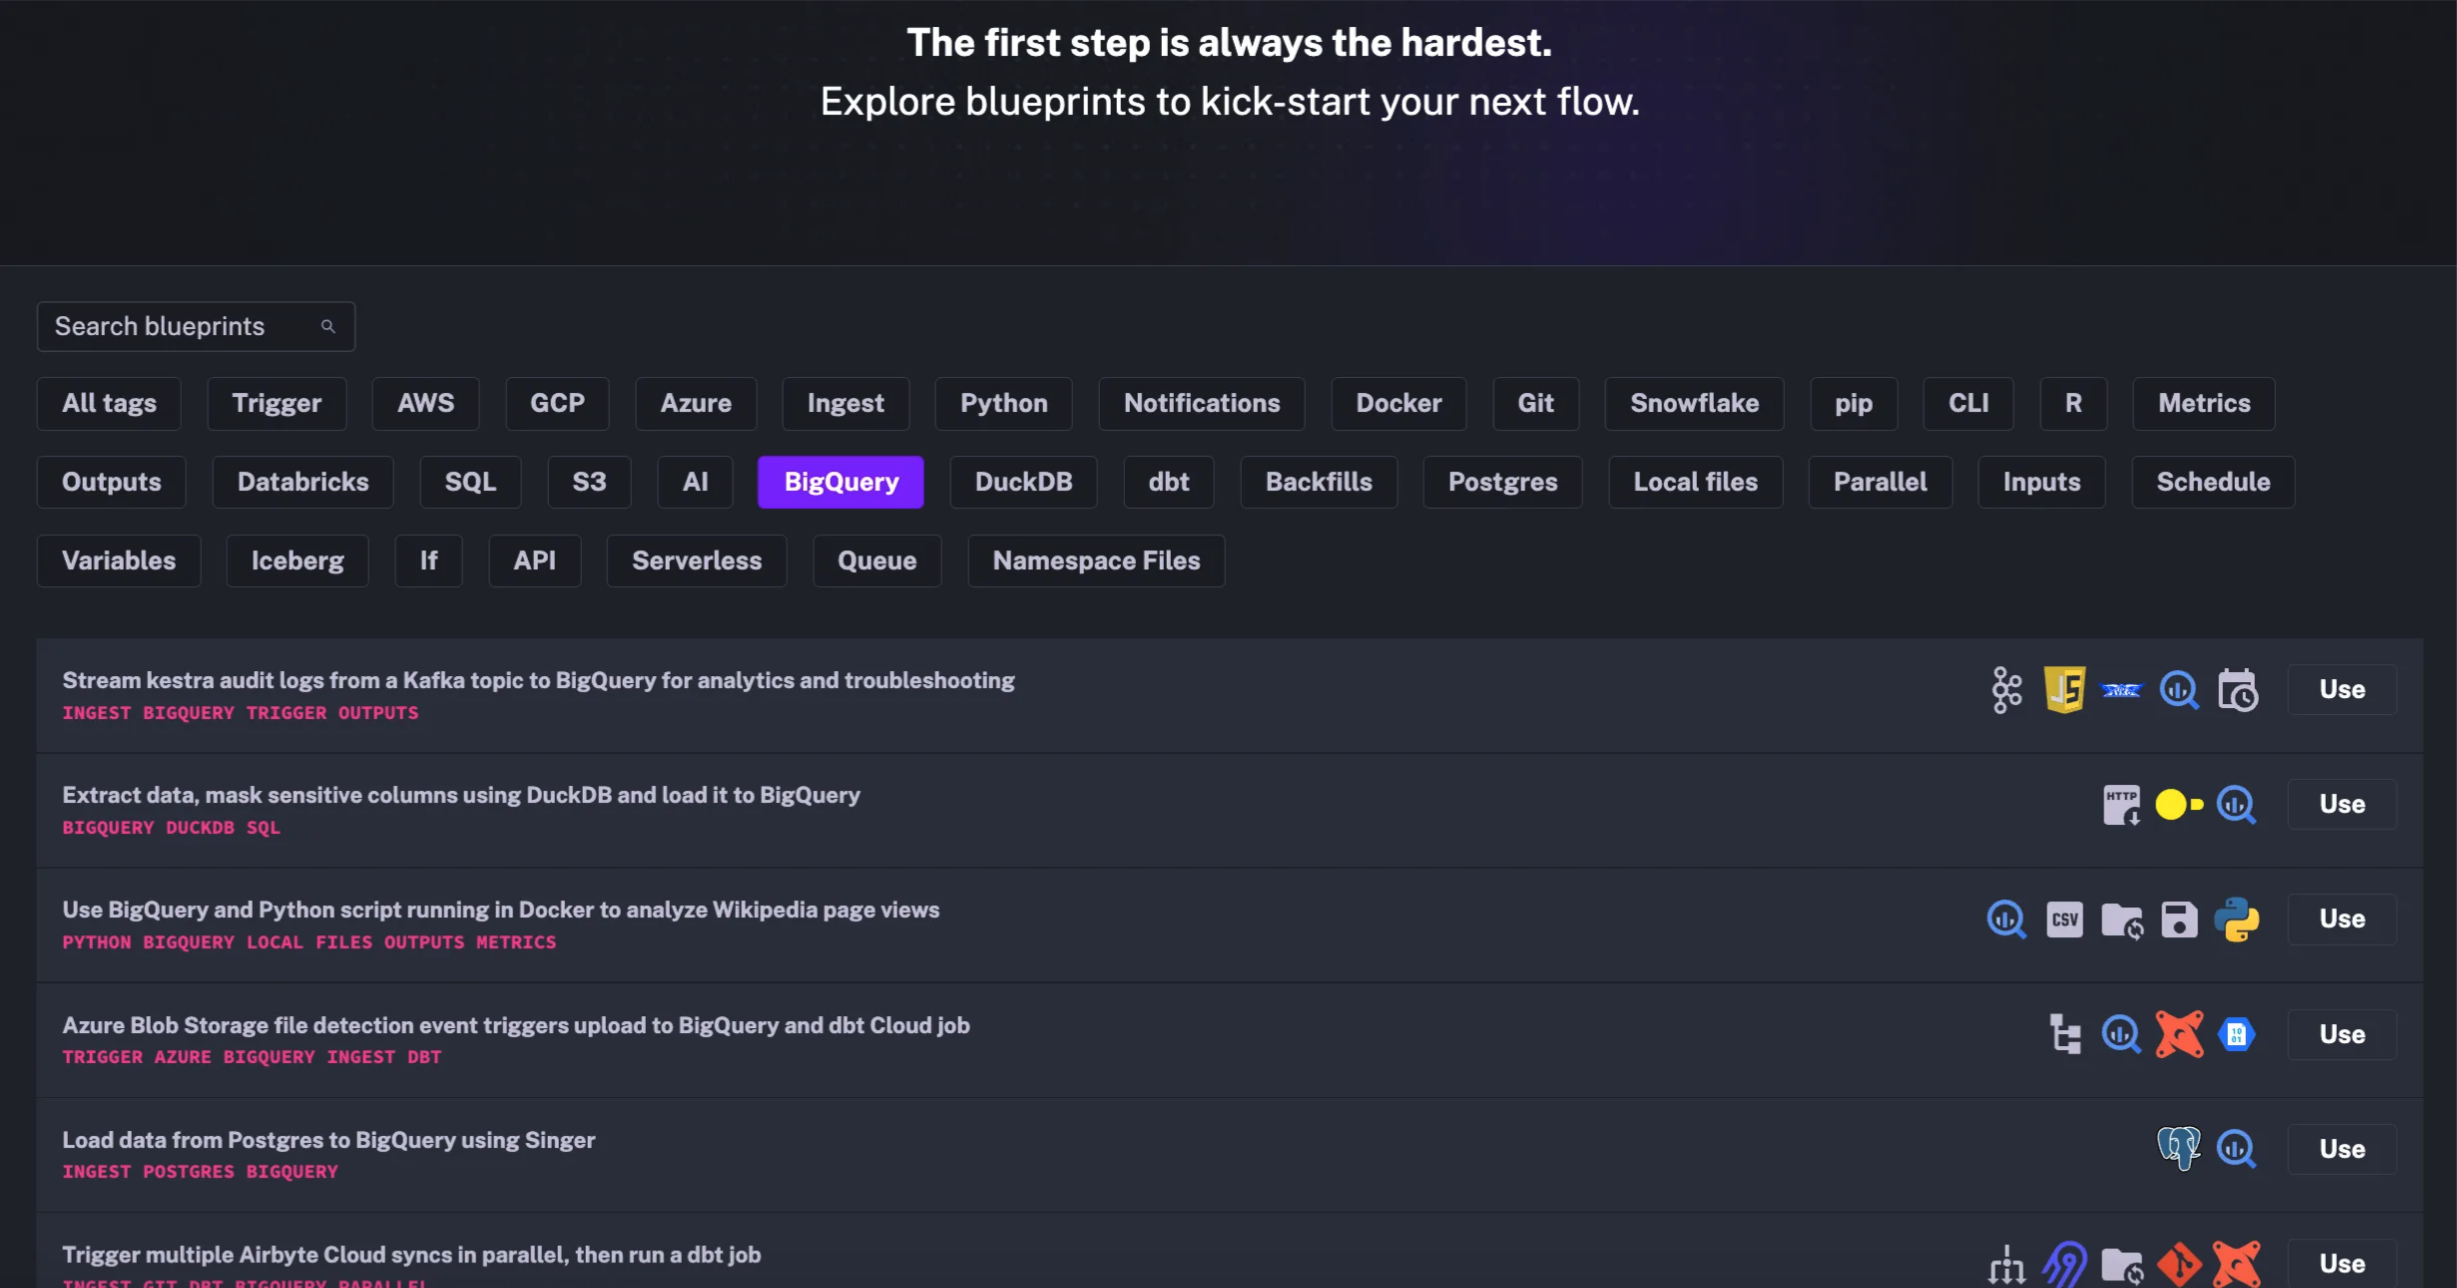 The first step is always the hardest.
Explore blueprints to kick-start your next flow.
Search blueprints
All tags Trigger AWS GCP Azure Ingest Python Notifications Docker Git Snowflake pip CLI R Metrics
Outputs Databricks SQL S3 AI BigQuery DuckDB dbt Backfills Postgres Local files Parallel Inputs Schedule
Variables Iceberg If API Serverless Queue Namespace Files
Stream kestra audit logs from a Kafka topic to BigQuery for analytics and troubleshooting
JS Use
INGEST BIGQUERY TRIGGER OUTPUTS
Extract data, mask sensitive columns using DuckDB and load it to BigQuery
HTTP Use
BIGQUERY DUCKDB SQL
Use BigQuery and Python script running in Docker to analyze Wikipedia page views
CSV Use
PYTHON BIGQUERY LOCAL FILES OUTPUTS METRICS
Azure Blob Storage file detection event triggers upload to BigQuery and dbt Cloud job
10
01
Use
TRIGGER AZURE BIGQUERY INGEST DBT
Load data from Postgres to BigQuery using Singer
Use
INGEST POSTGRES BIGQUERY
Trigger multiple Airbyte Cloud syncs in parallel, then run a dbt job
Use
INGEST GIT DBT BIGQUERY PARALLEL